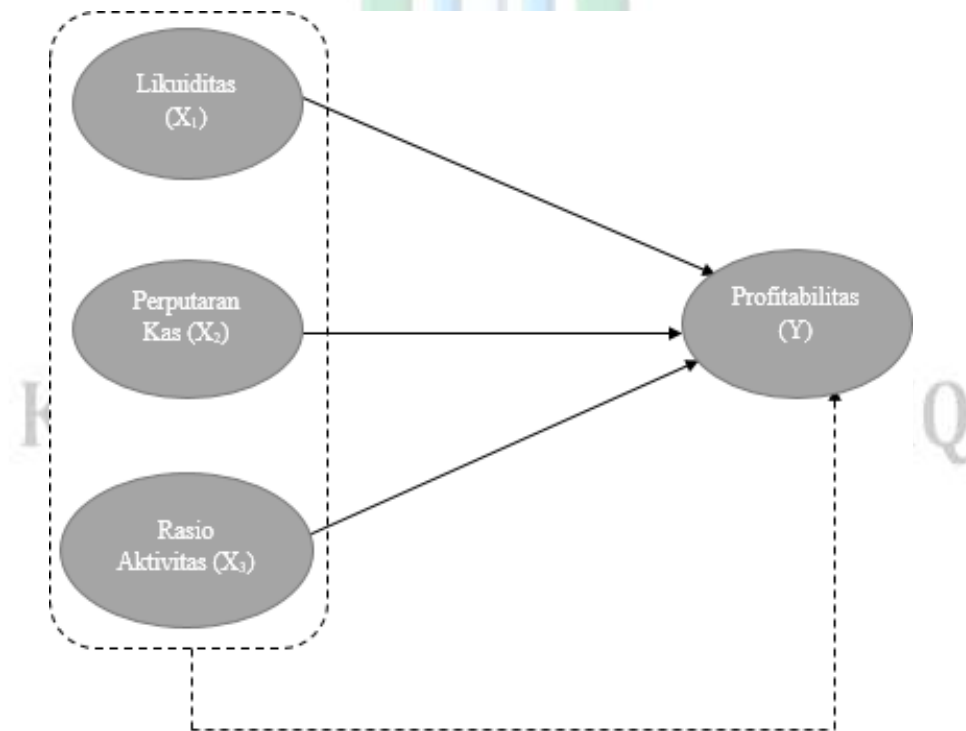 Likuiditas
(X₁)
Perputaran
Kas (X₂)
Rasio
Aktivitas (X₃)
Profitabilitas
(Y)
K
Q